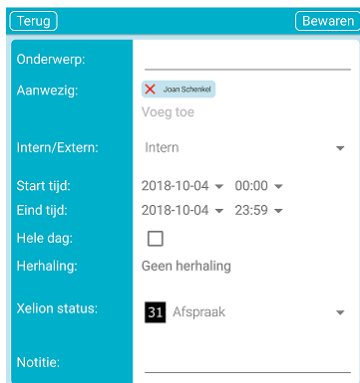 Terug Bewaren
Onderwerp:
Aanwezig: Joan Schenkel
Voeg toe
Intern/Extern: Intern
Start tijd: 2018-10-04 00:00
Eind tijd: 2018-10-04 23:59
Hele dag:
Herhaling: Geen herhaling
Xelion status: 31 Afspraak
Notitie: